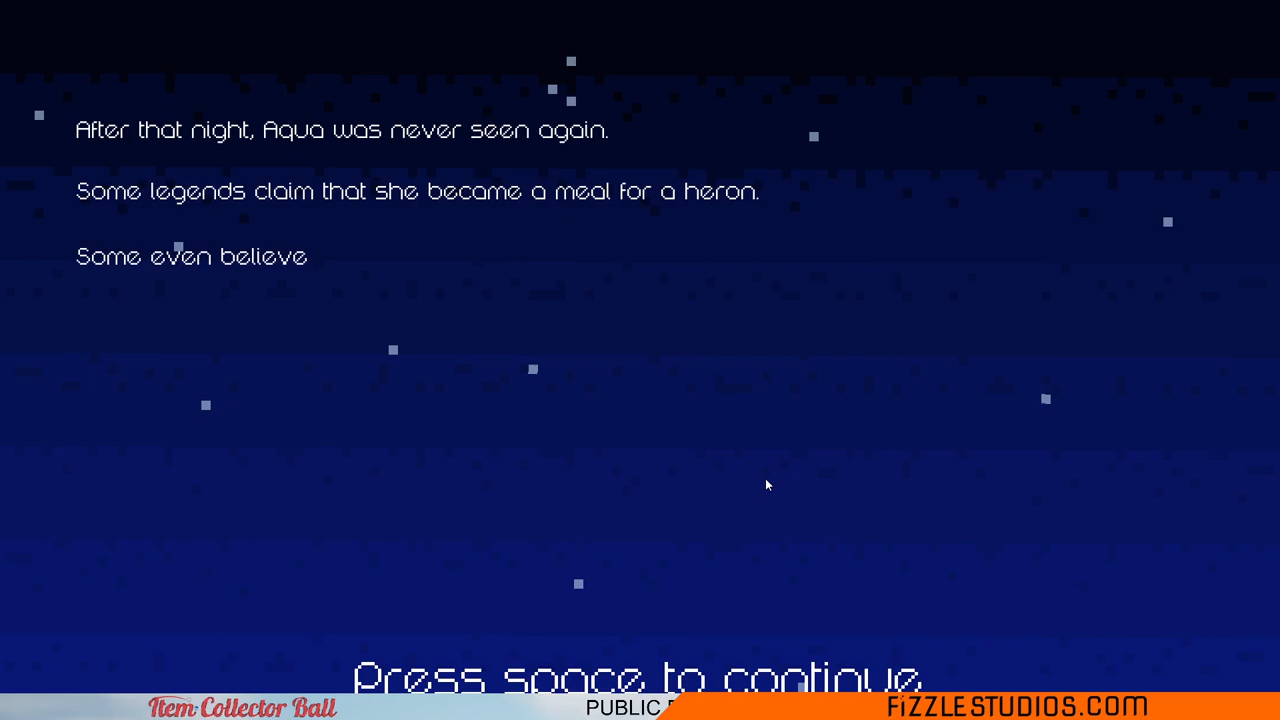 After that night, Aqua was never seen again.
Some legends claim that she became a meal for a heron.
Some even believe
Press space to continue
Item Collector Ball
PUBLIC
FiZZLESTUDIOS.COM